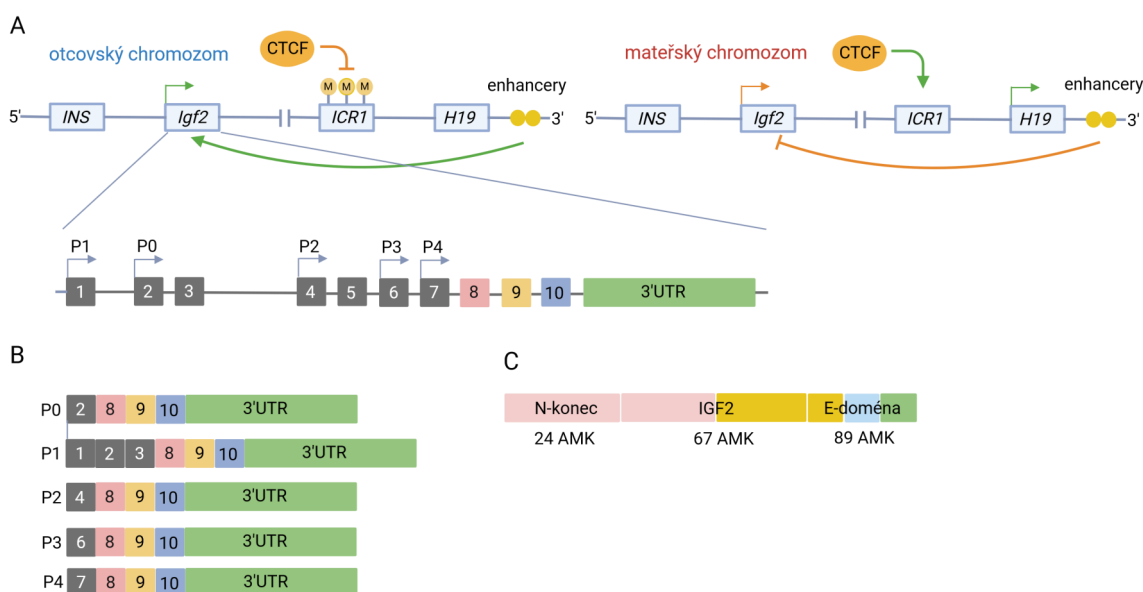 A
otcovský chromozom
CTCF
M M M
enhancery
5' INS Igf2 ICR1 H19 3'
mateřský chromozom
CTCF
enhancery
5' INS Igf2 ICR1 H19 3'
P1 P0 P2 P3 P4
1 2 3 4 5 6 7 8 9 10 3'UTR
B
P0 2 8 9 10 3'UTR
P1 1 2 3 8 9 10 3'UTR
P2 4 8 9 10 3'UTR
P3 6 8 9 10 3'UTR
P4 7 8 9 10 3'UTR
C
N-konec IGF2 E-doména
24 AMK 67 AMK 89 AMK